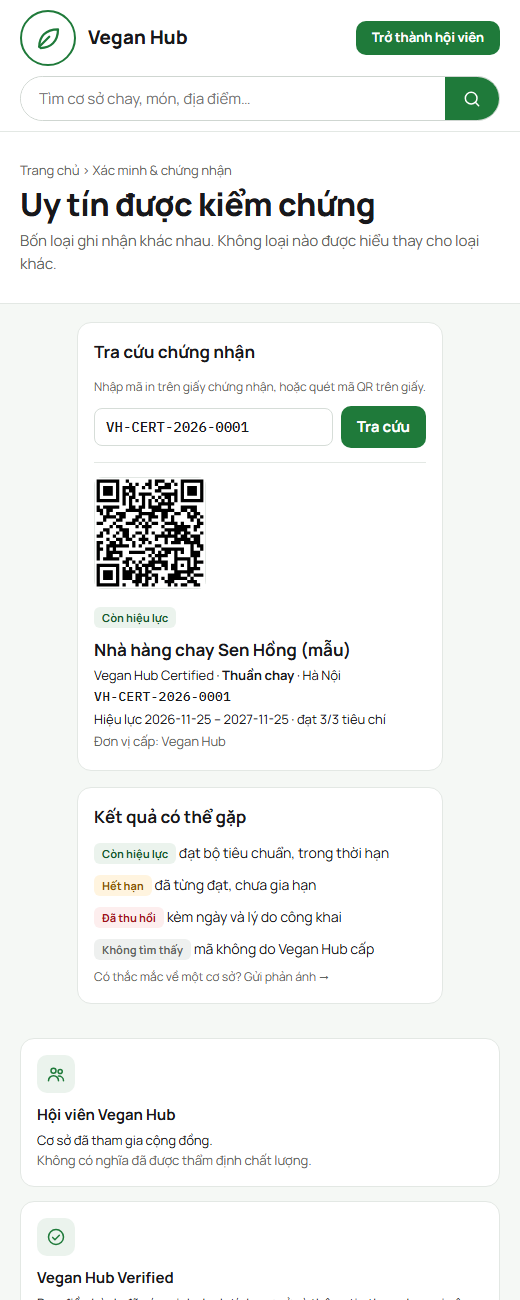 Vegan Hub
Trở thành hội viên
Tìm cơ sở chay, món, địa điểm...
Trang chủ › Xác minh & chứng nhận
Uy tín được kiểm chứng
Bốn loại ghi nhận khác nhau. Không loại nào được hiểu thay cho loại
khác.
Tra cứu chứng nhận
Nhập mã in trên giấy chứng nhận, hoặc quét mã QR trên giấy.
VH-CERT-2026-0001
Tra cứu
Còn hiệu lực
Nhà hàng chay Sen Hồng (mẫu)
Vegan Hub Certified · Thuần chay · Hà Nội
VH-CERT-2026-0001
Hiệu lực 2026-11-25 – 2027-11-25 · đạt 3/3 tiêu chí
Đơn vị cấp: Vegan Hub
Kết quả có thể gặp
Còn hiệu lực đạt bộ tiêu chuẩn, trong thời hạn
Hết hạn đã từng đạt, chưa gia hạn
Đã thu hồi kèm ngày và lý do công khai
Không tìm thấy mã không do Vegan Hub cấp
Có thắc mắc về một cơ sở? Gửi phản ánh →
Hội viên Vegan Hub
Cơ sở đã tham gia cộng đồng.
Không có nghĩa đã được thẩm định chất lượng.
Vegan Hub Verified